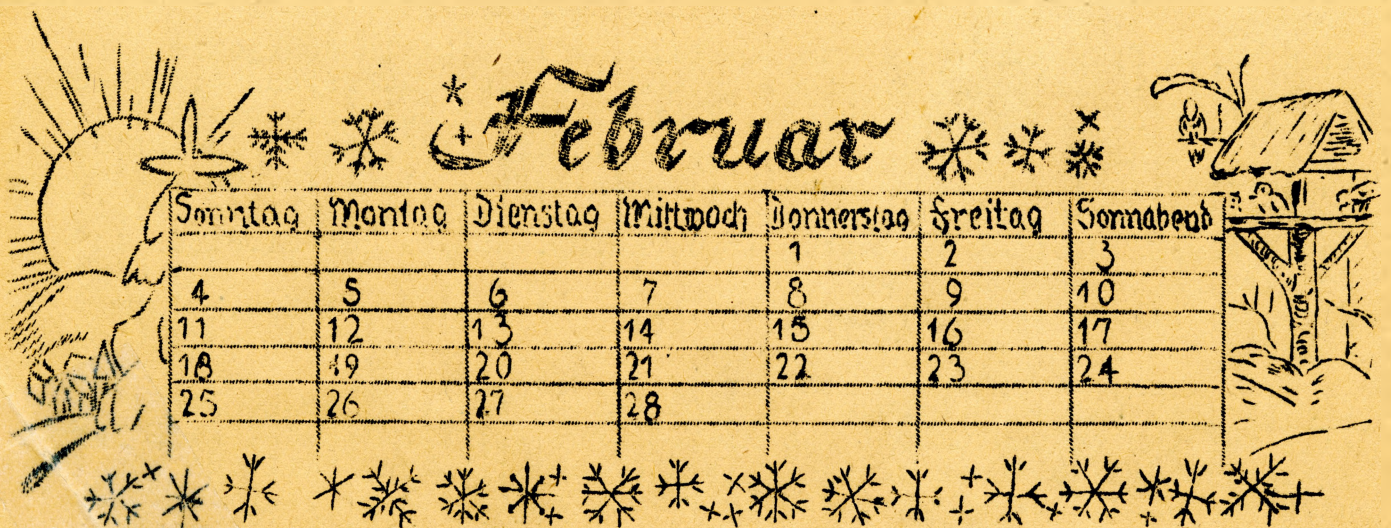 Februar
Sonntag Montag Dienstag Mittwoch Donnerstag Freitag Sonnabend
1 2 3
4 5 6 7 8 9 10
11 12 13 14 15 16 17
18 19 20 21 22 23 24
25 26 27 28